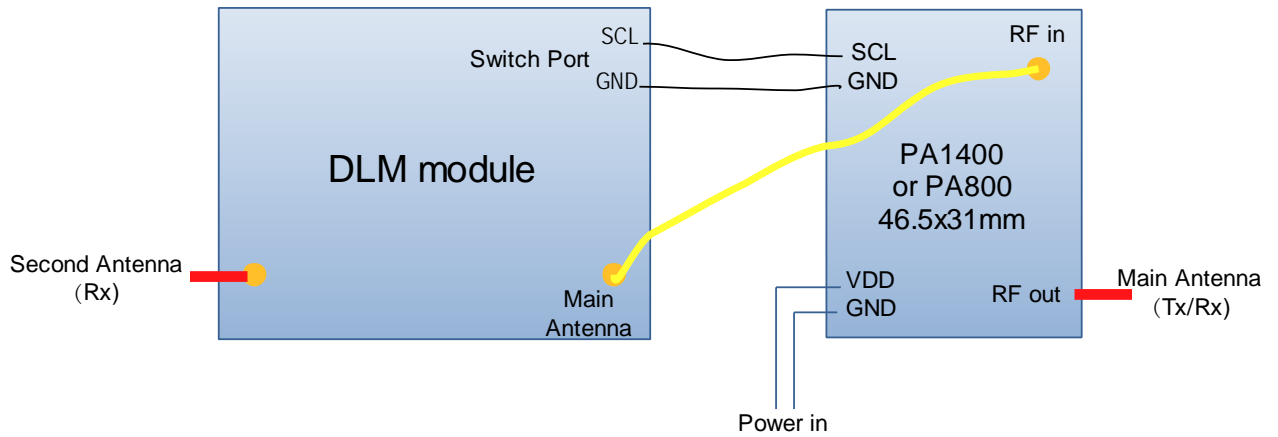 SCL
Switch Port
GND
DLM module
Second Antenna
（Rx)
Main
Antenna
RF in
SCL
GND
PA1400
or PA800
46.5x31mm
VDD
GND
RF out
Main Antenna
（Tx/Rx)
Power in